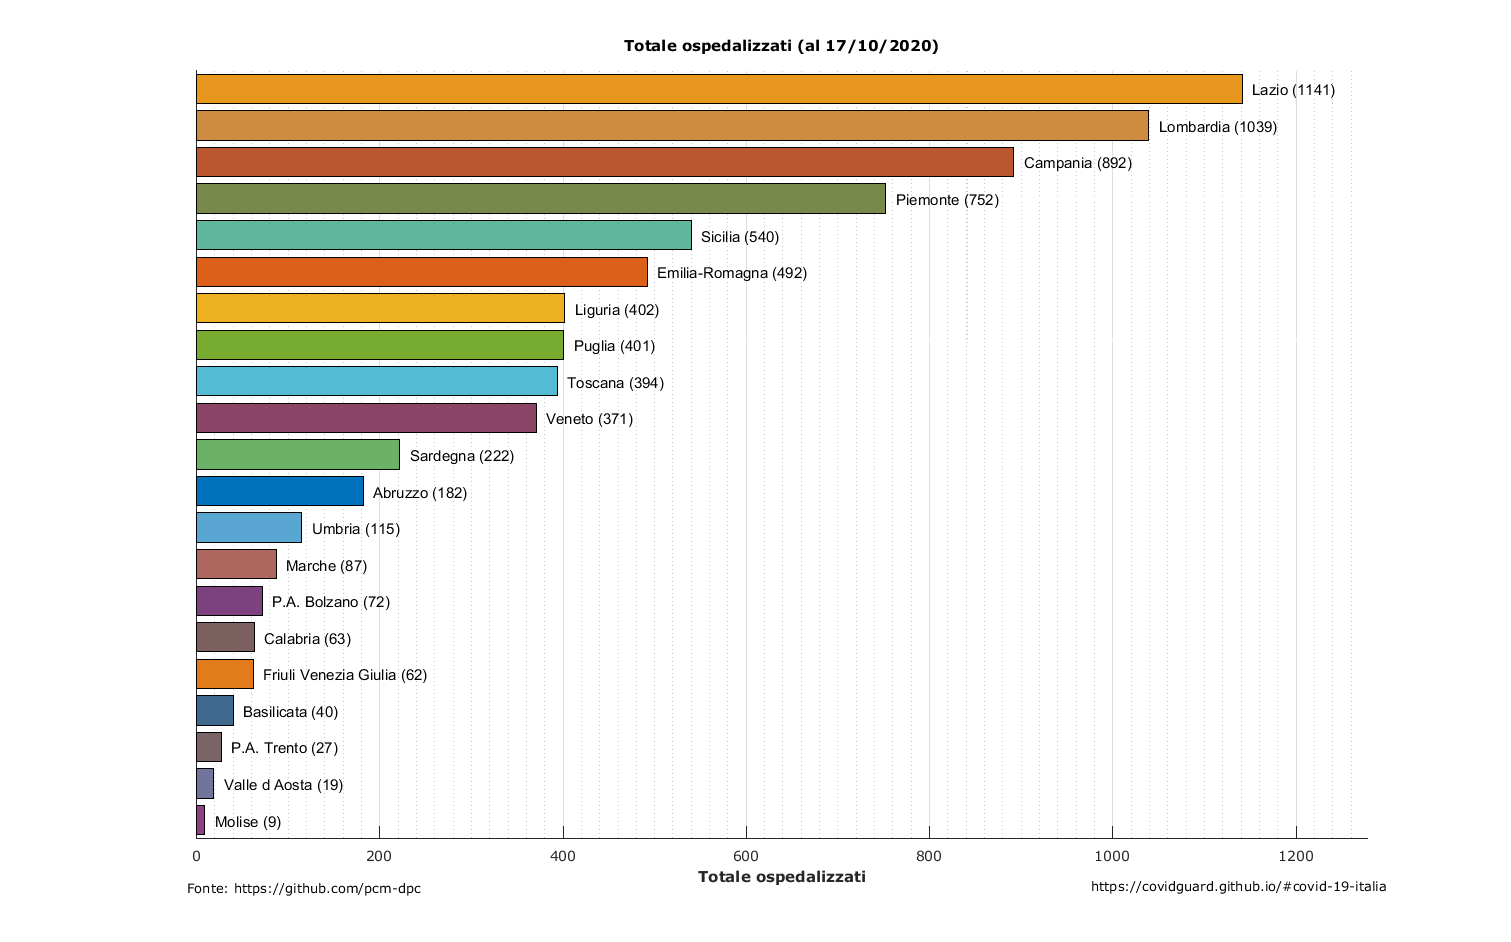 Totale ospedalizzati (al 17/10/2020)
Lazio (1141)
Lombardia (1039)
Campania (892)
Piemonte (752)
Sicilia (540)
Emilia-Romagna (492)
Liguria (402)
Puglia (401)
Toscana (394)
Veneto (371)
Sardegna (222)
Abruzzo (182)
Umbria (115)
Marche (87)
P.A. Bolzano (72)
Calabria (63)
Friuli Venezia Giulia (62)
Basilicata (40)
P.A. Trento (27)
Valle d Aosta (19)
Molise (9)
0 200 400 600 800 1000 1200
Totale ospedalizzati
Fonte: https://github.com/pcm-dpc
https://covidguard.github.io/#covid-19-italia